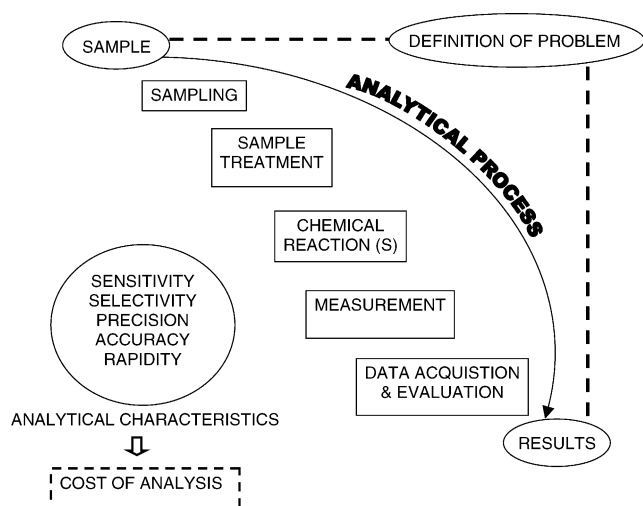 SAMPLE
DEFINITION OF PROBLEM
ANALYTICAL PROCESS
SAMPLING
SAMPLE
TREATMENT
CHEMICAL
REACTION (S)
MEASUREMENT
DATA ACQUISTION
& EVALUATION
RESULTS
SENSITIVITY
SELECTIVITY
PRECISION
ACCURACY
RAPIDITY
ANALYTICAL CHARACTERISTICS
COST OF ANALYSIS